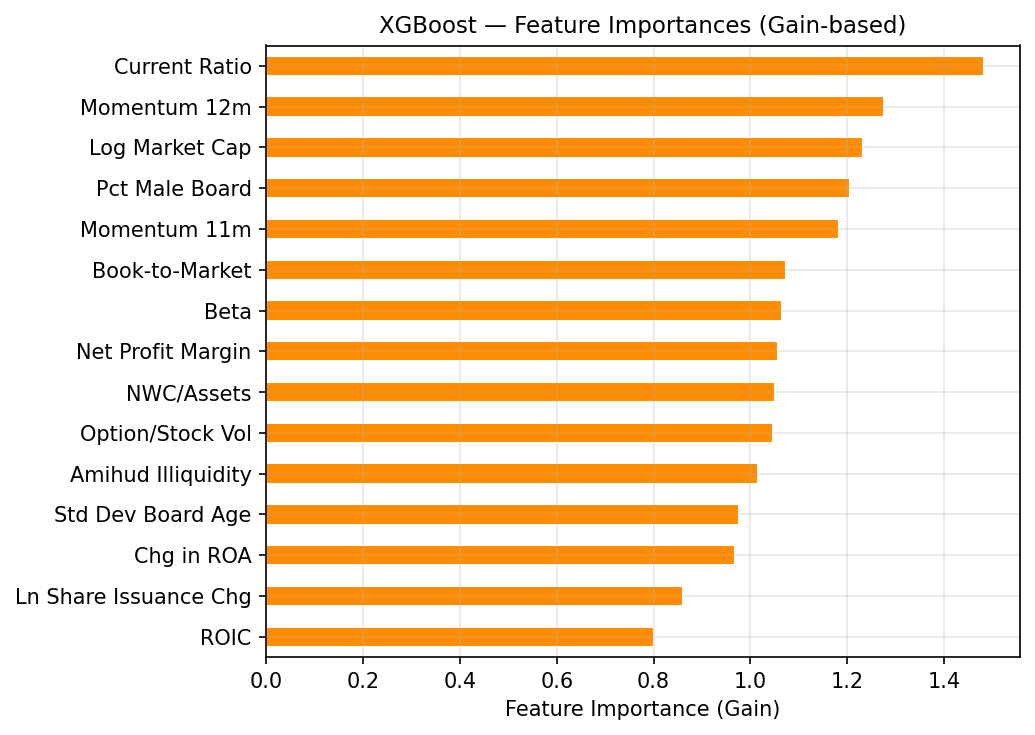 XGBoost — Feature Importances (Gain-based)
Current Ratio
Momentum 12m
Log Market Cap
Pct Male Board
Momentum 11m
Book-to-Market
Beta
Net Profit Margin
NWC/Assets
Option/Stock Vol
Amihud Illiquidity
Std Dev Board Age
Chg in ROA
Ln Share Issuance Chg
ROIC
0.0 0.2 0.4 0.6 0.8 1.0 1.2 1.4
Feature Importance (Gain)